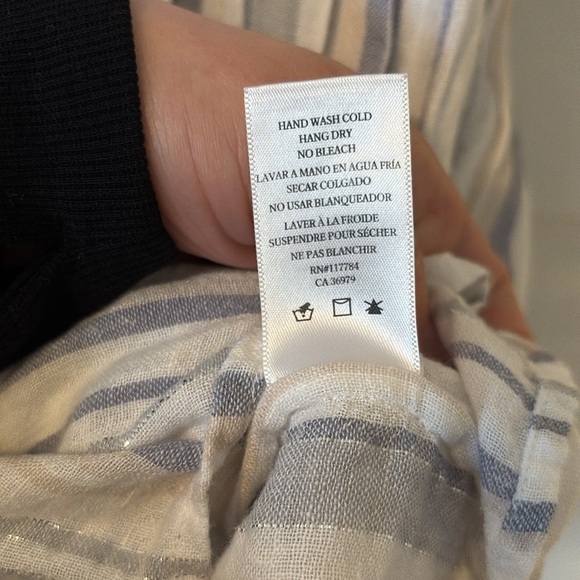 HAND WASH COLD
HANG DRY
NO BLEACH
LAVAR A MANO EN AGUA FRÍA
SECAR COLGADO
NO USAR BLANQUEADOR
LAVER À LA FROIDE
SUSPENDRE POUR SÉCHER
NE PAS BLANCHIR
RN#117784
CA 36979